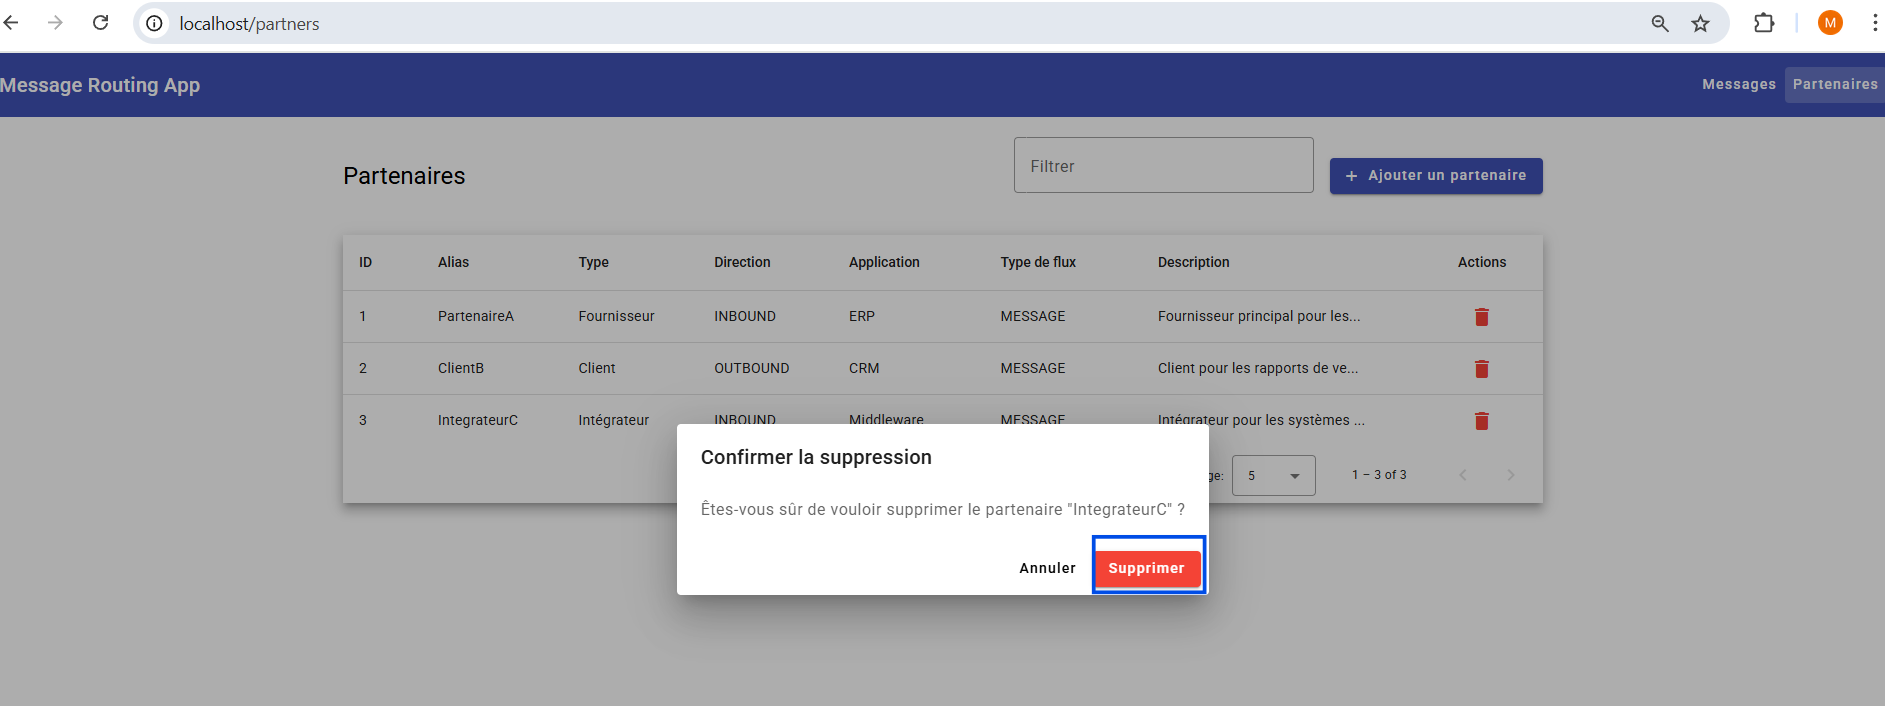 localhost/partners
M
Message Routing App
Messages
Partenaires
Partenaires
Filtrer
+ Ajouter un partenaire
ID Alias Type Direction Application Type de flux Description Actions
1 PartenaireA Fournisseur INBOUND ERP MESSAGE Fournisseur principal pour les...
2 ClientB Client OUTBOUND CRM MESSAGE Client pour les rapports de ve...
3 IntegrateurC Intégrateur INBOUND Middleware MESSAGE Intégrateur pour les systèmes ...
ge: 5 1 – 3 of 3
Confirmer la suppression
Êtes-vous sûr de vouloir supprimer le partenaire "IntegrateurC" ?
Annuler Supprimer